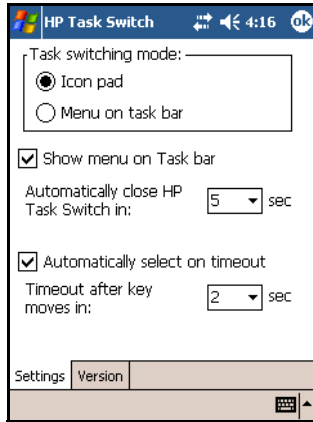 HP Task Switch 4:16 ok
Task switching mode:
Icon pad
Menu on task bar
Show menu on Task bar
Automatically close HP
Task Switch in:
5 sec
Automatically select on timeout
Timeout after key
moves in:
2 sec
Settings Version